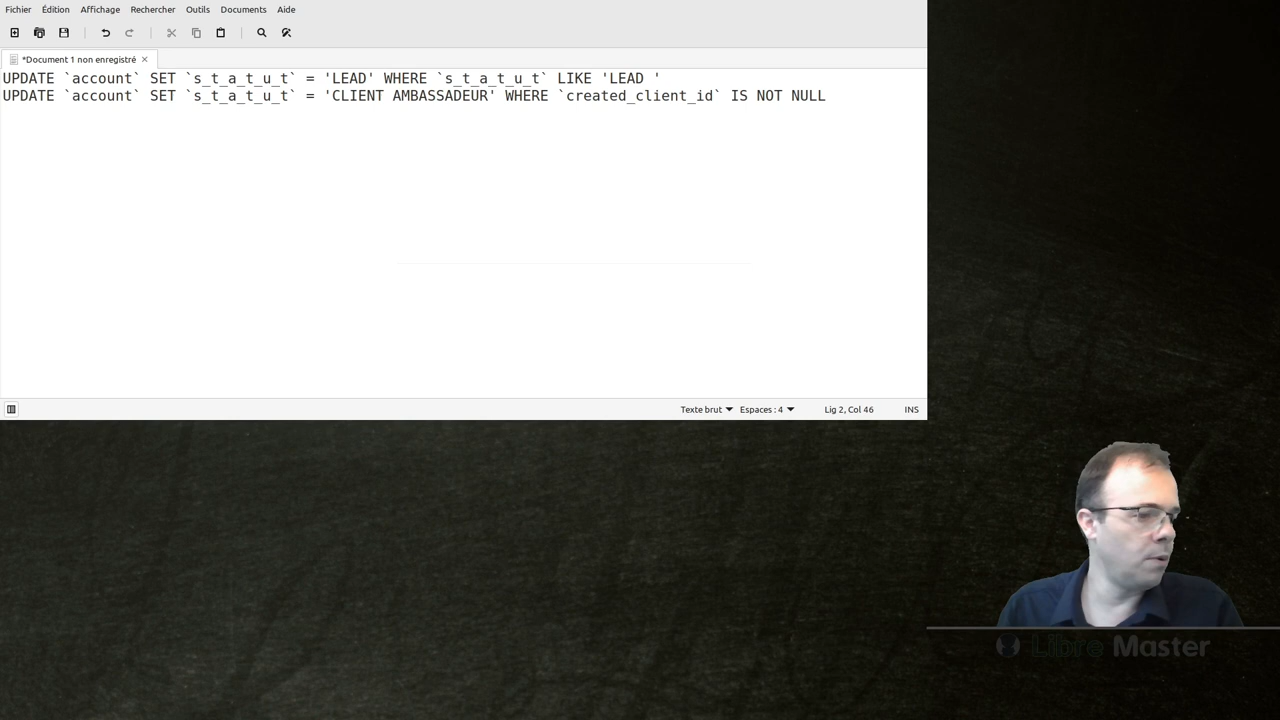 Fichier Édition Affichage Rechercher Outils Documents Aide
*Document 1 non enregistré
UPDATE `account` SET `s_t_a_t_u_t` = 'LEAD' WHERE `s_t_a_t_u_t` LIKE 'LEAD '
UPDATE `account` SET `s_t_a_t_u_t` = 'CLIENT AMBASSADEUR' WHERE `created_client_id` IS NOT NULL
Texte brut Espaces : 4 Lig 2, Col 46 INS
Libre Master